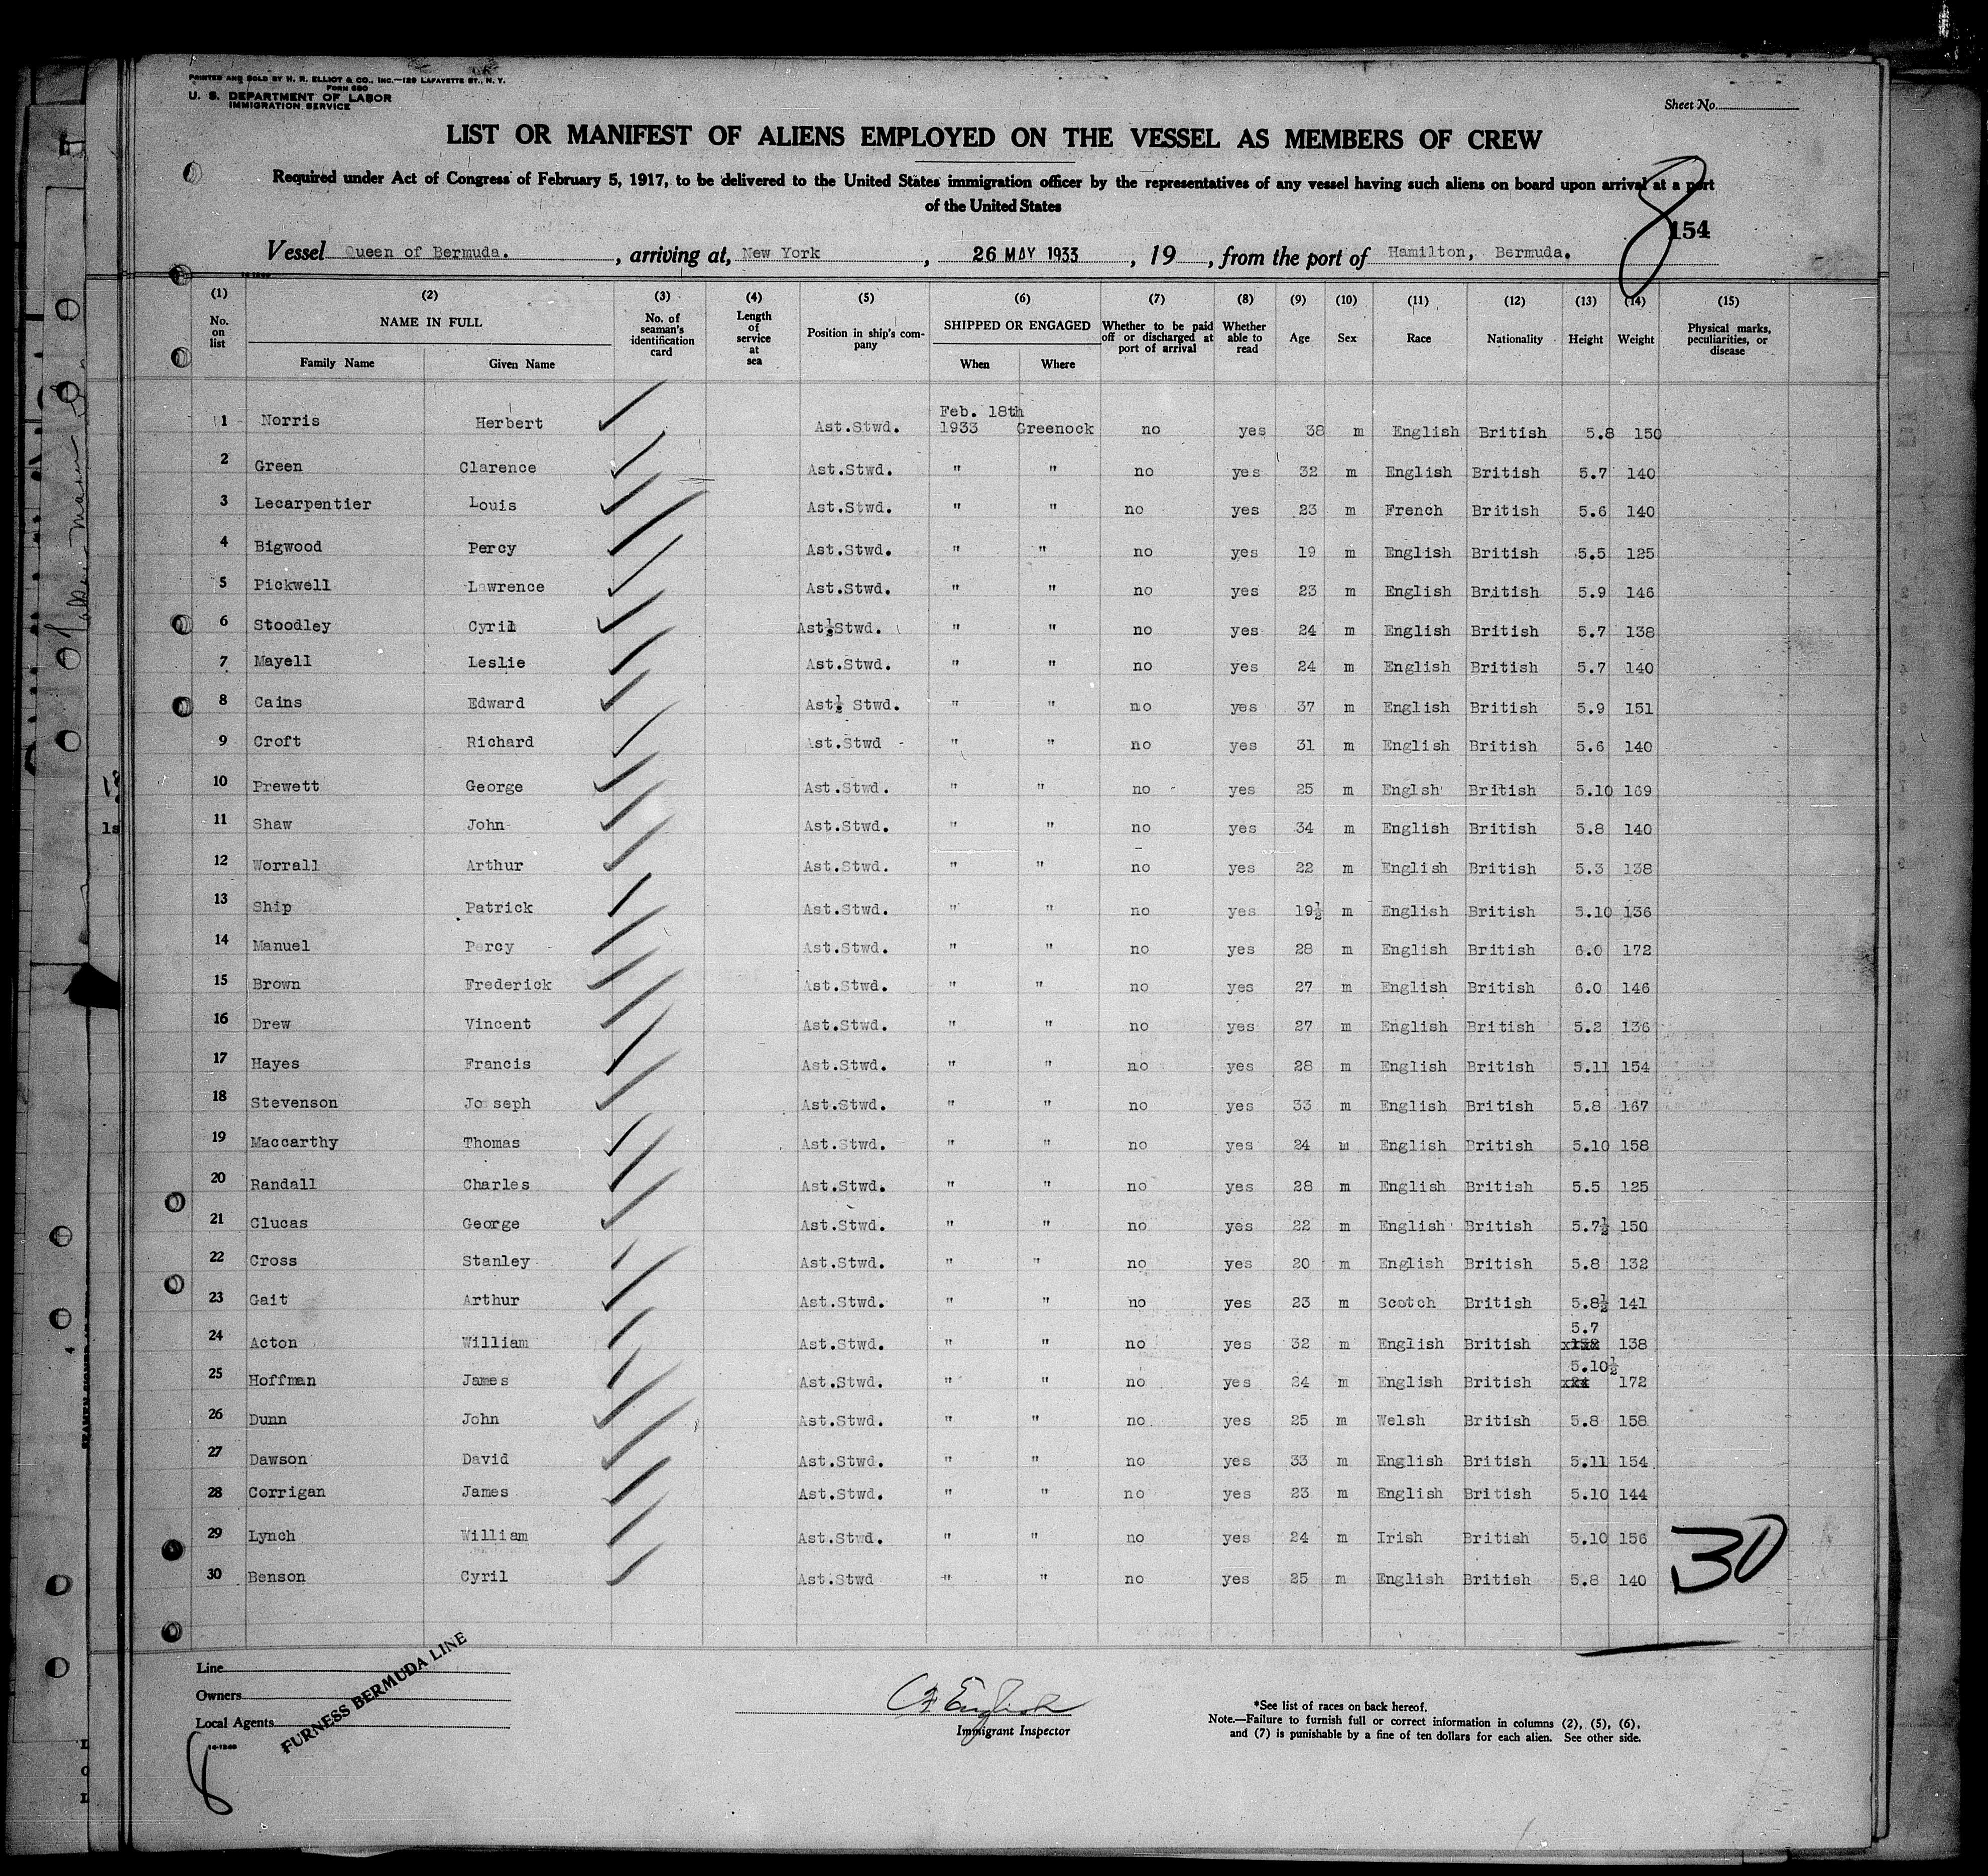 PRINTED AND SOLD BY H. R. ELLIOT & CO., INC.—129 LAFAYETTE ST., N. Y.
FORM 680
U. S. DEPARTMENT OF LABOR
IMMIGRATION SERVICE
Sheet No.
LIST OR MANIFEST OF ALIENS EMPLOYED ON THE VESSEL AS MEMBERS OF CREW
Required under Act of Congress of February 5, 1917, to be delivered to the United States immigration officer by the representatives of any vessel having such aliens on board upon arrival at a port
of the United States
8
154
Vessel Queen of Bermuda. , arriving at, New York , 26 MAY 1933 , 19 , from the port of Hamilton, Bermuda.
(1) (2) (3) (4) (5) (6) (7) (8) (9) (10) (11) (12) (13) (14) (15)
No. on list NAME IN FULL Family Name Given Name No. of seaman's identification card Length of service at sea Position in ship's company SHIPPED OR ENGAGED When Where Whether to be paid off or discharged at port of arrival Whether able to read Age Sex Race Nationality Height Weight Physical marks, peculiarities, or disease
1 Norris Herbert Ast.Stwd. Feb. 18th 1933 Greenock no yes 38 m English British 5.8 150
2 Green Clarence Ast.Stwd. " " no yes 32 m English British 5.7 140
3 Lecarpentier Louis Ast.Stwd. " " no yes 23 m French British 5.6 140
4 Bigwood Percy Ast.Stwd. " " no yes 19 m English British 5.5 125
5 Pickwell Lawrence Ast.Stwd. " " no yes 23 m English British 5.9 146
6 Stoodley Cyril Ast½Stwd. " " no yes 24 m English British 5.7 138
7 Mayell Leslie Ast.Stwd. " " no yes 24 m English British 5.7 140
8 Cains Edward Ast½ Stwd. " " no yes 37 m English British 5.9 151
9 Croft Richard Ast.Stwd " " no yes 31 m English British 5.6 140
10 Prewett George Ast.Stwd. " " no yes 25 m Englsh British 5.10 169
11 Shaw John Ast.Stwd. " " no yes 34 m English British 5.8 140
12 Worrall Arthur Ast.Stwd. " " no yes 22 m English British 5.3 138
13 Ship Patrick Ast.Stwd. " " no yes 19½ m English British 5.10 136
14 Manuel Percy Ast.Stwd. " " no yes 28 m English British 6.0 172
15 Brown Frederick Ast.Stwd. " " no yes 27 m English British 6.0 146
16 Drew Vincent Ast.Stwd. " " no yes 27 m English British 5.2 136
17 Hayes Francis Ast.Stwd. " " no yes 28 m English British 5.11 154
18 Stevenson Jo seph Ast.Stwd. " " no yes 33 m English British 5.8 167
19 Maccarthy Thomas Ast.Stwd. " " no yes 24 m English British 5.10 158
20 Randall Charles Ast.Stwd. " " no yes 28 m English British 5.5 125
21 Clucas George Ast.Stwd. " " no yes 22 m English British 5.7½ 150
22 Cross Stanley Ast.Stwd. " " no yes 20 m English British 5.8 132
23 Gait Arthur Ast.Stwd. " " no yes 23 m Scotch British 5.8½ 141
24 Acton William Ast.Stwd. " " no yes 32 m English British 5.7 138
25 Hoffman James Ast.Stwd. " " no yes 24 m English British 5.10½ 172
26 Dunn John Ast.Stwd. " " no yes 25 m Welsh British 5.8 158
27 Dawson David Ast.Stwd. " " no yes 33 m English British 5.11 154
28 Corrigan James Ast.Stwd. " " no yes 23 m English British 5.10 144
29 Lynch William Ast.Stwd. " " no yes 24 m Irish British 5.10 156
30 Benson Cyril Ast.Stwd " " no yes 25 m English British 5.8 140
30
Line
Owners
Local Agents
FURNESS BERMUDA LINE
English
Immigrant Inspector
*See list of races on back hereof.
Note.—Failure to furnish full or correct information in columns (2), (5), (6),
and (7) is punishable by a fine of ten dollars for each alien. See other side.
14-1240
8